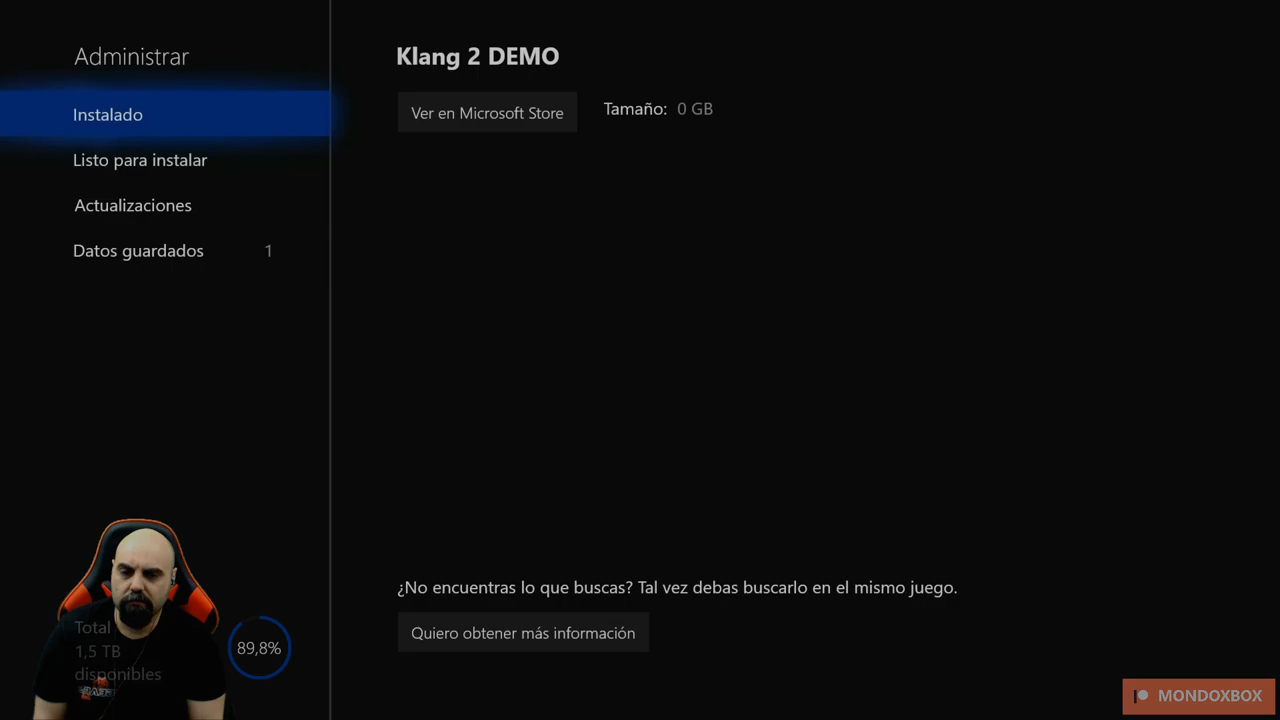 Administrar
Instalado
Listo para instalar
Actualizaciones
Datos guardados 1
Klang 2 DEMO
Ver en Microsoft Store
Tamaño: 0 GB
¿No encuentras lo que buscas? Tal vez debas buscarlo en el mismo juego.
Quiero obtener más información
Total
1,5 TB
disponibles
89,8%
MONDOXBOX